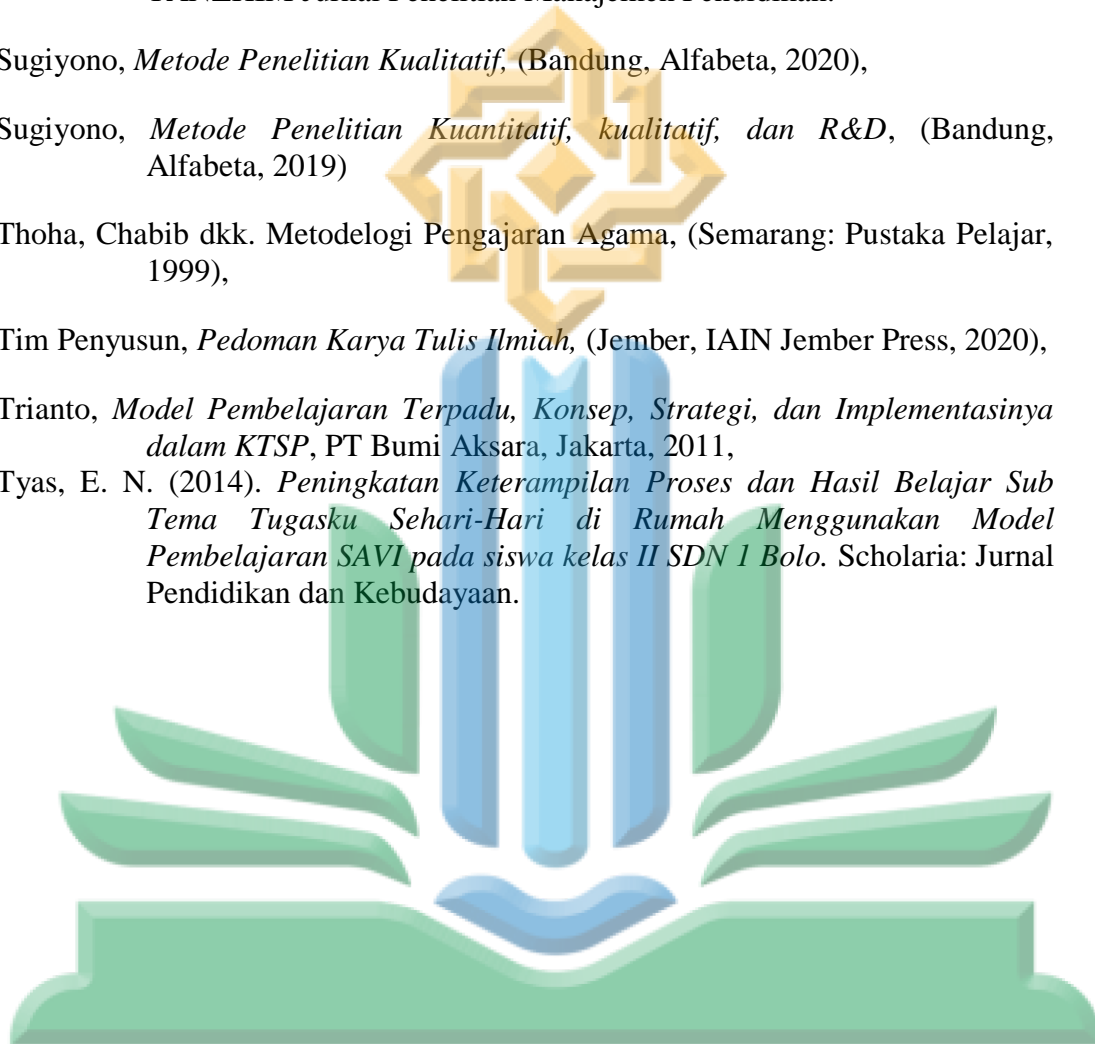 Jurnal Penelitian Manajemen Pendidikan.
Sugiyono, Metode Penelitian Kualitatif, (Bandung, Alfabeta, 2020),
Sugiyono, Metode Penelitian Kuantitatif, kualitatif, dan R&D, (Bandung,
Alfabeta, 2019)
Thoha, Chabib dkk. Metodelogi Pengajaran Agama, (Semarang: Pustaka Pelajar,
1999),
Tim Penyusun, Pedoman Karya Tulis Ilmiah, (Jember, IAIN Jember Press, 2020),
Trianto, Model Pembelajaran Terpadu, Konsep, Strategi, dan Implementasinya
dalam KTSP, PT Bumi Aksara, Jakarta, 2011,
Tyas, E. N. (2014). Peningkatan Keterampilan Proses dan Hasil Belajar Sub
Tema Tugasku Sehari-Hari di Rumah Menggunakan Model
Pembelajaran SAVI pada siswa kelas II SDN 1 Bolo. Scholaria: Jurnal
Pendidikan dan Kebudayaan.